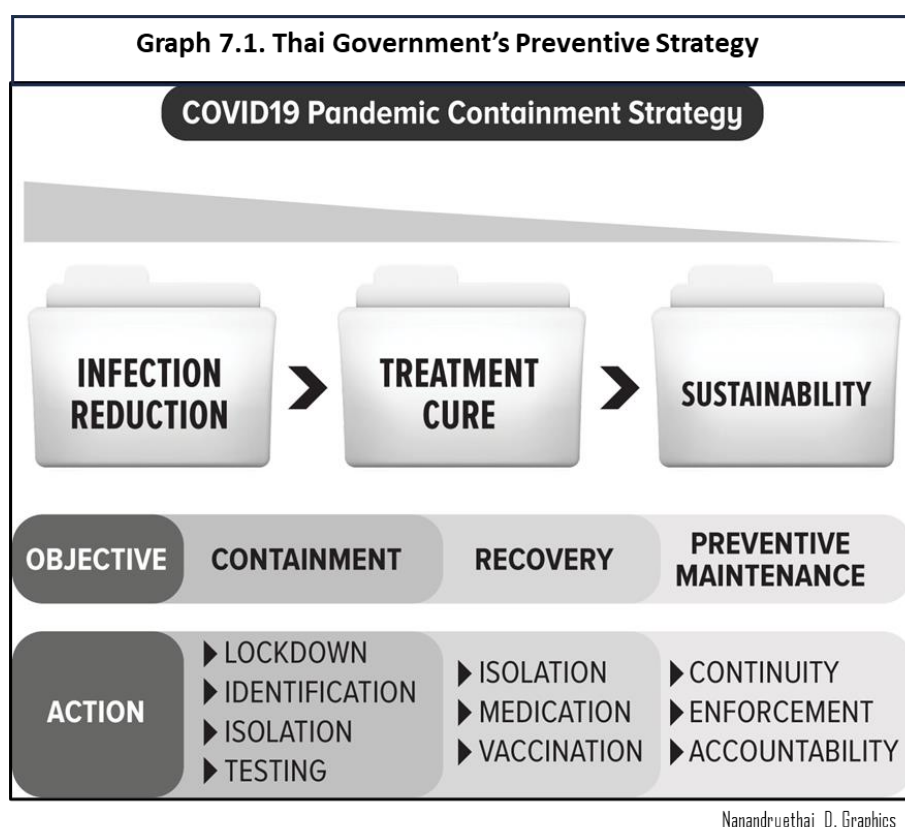 Graph 7.1. Thai Government’s Preventive Strategy
COVID19 Pandemic Containment Strategy
INFECTION
REDUCTION
TREATMENT
CURE
SUSTAINABILITY
OBJECTIVE
CONTAINMENT
RECOVERY
PREVENTIVE
MAINTENANCE
ACTION
LOCKDOWN
IDENTIFICATION
ISOLATION
TESTING
ISOLATION
MEDICATION
VACCINATION
CONTINUITY
ENFORCEMENT
ACCOUNTABILITY
Nanandruethai_D. Graphics